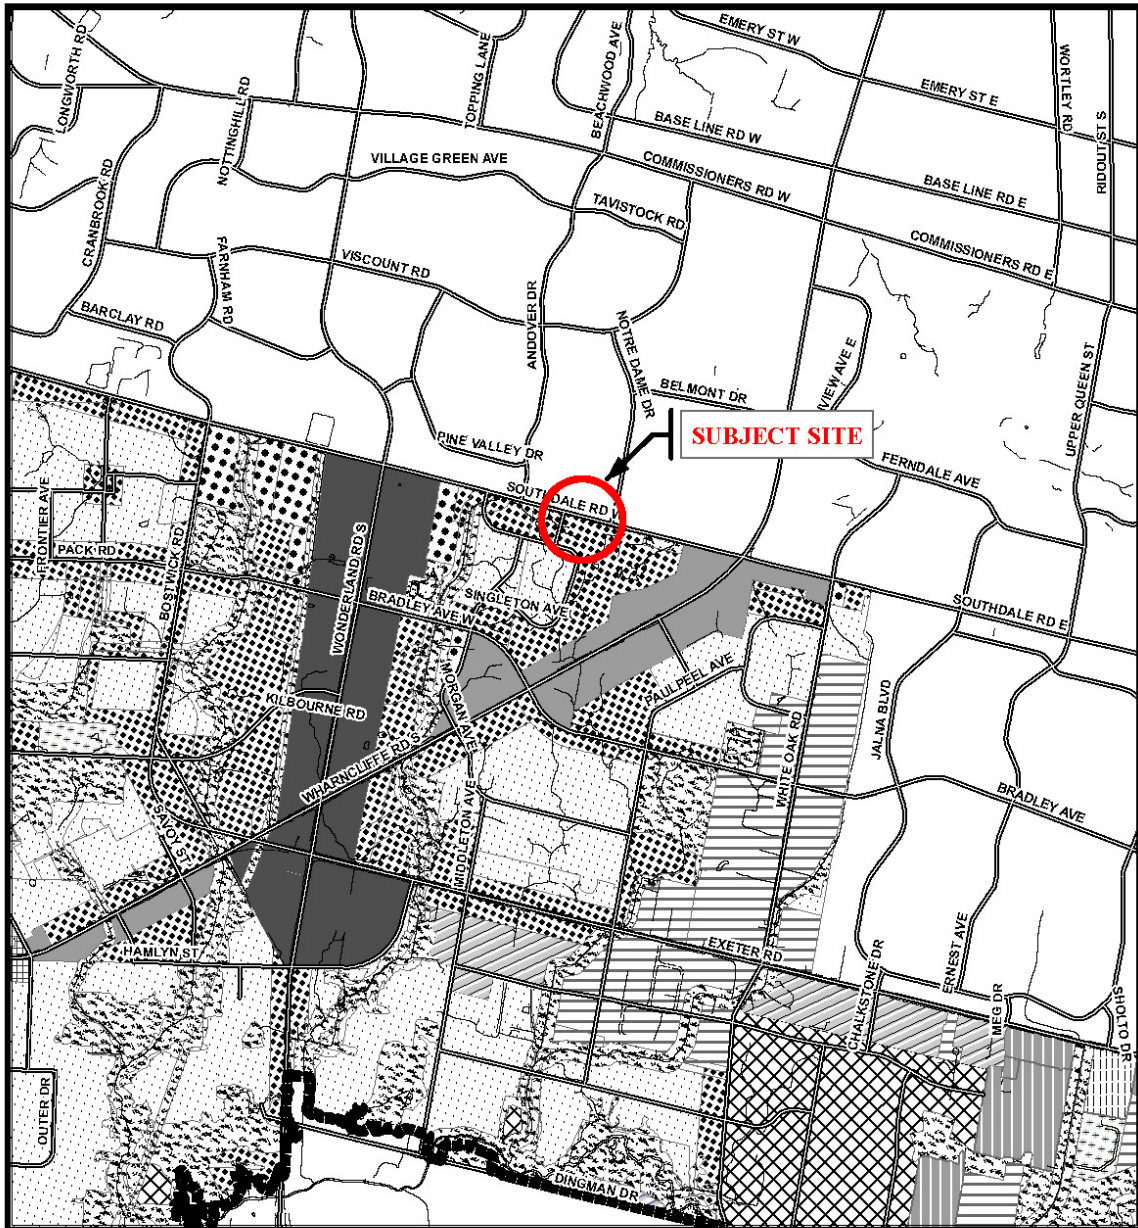 EMERY ST W
LONGWORTH RD
TOPPING LANE
BEACHWOOD AVE
WORTLEY RD
EMERY ST E
NOTTINGHILL RD
BASE LINE RD W
RIDOUT ST S
VILLAGE GREEN AVE
COMMISSIONERS RD W
CRANBROOK RD
TAVISTOCK RD
BASE LINE RD E
COMMISSIONERS RD E
FARNHAM RD
VISCOUNT RD
BARCLAY RD
ANDOVER DR
NOTRE DAME DR
VIEW AVE E
UPPER QUEEN ST
BELMONT DR
SUBJECT SITE
PINE VALLEY DR
FERNDALE AVE
SOUTHDALE RD W
FRONTIER AVE
PACK RD
BOSTWICK RD
WONDERLAND RD S
BRADLEY AVE W
SINGLETON AVE
SOUTHDALE RD E
MORGAN AVE
PAULPEEL AVE
KILBOURNE RD
JALNA BLVD
WHITE OAK RD
WHARNCLIFFE RD S
BRADLEY AVE
SAVOY ST
MIDDLETON AVE
EXETER RD
HAMLYN ST
ERNEST AVE
CHALKSTONE DR
MEG DR
SHOLTO DR
OUTER DR
DINGMAN DR